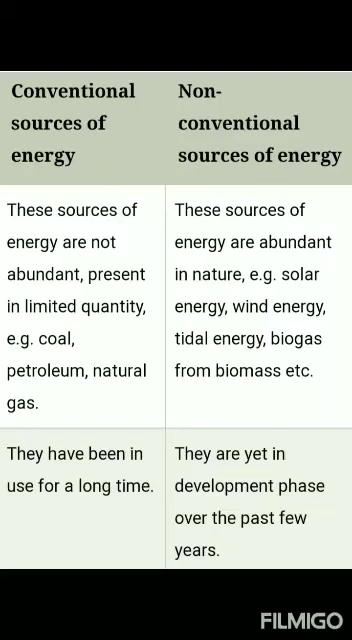 Conventional
sources of
energy
Non-
conventional
sources of energy
These sources of
energy are not
abundant, present
in limited quantity,
e.g. coal,
petroleum, natural
gas.
These sources of
energy are abundant
in nature, e.g. solar
energy, wind energy,
tidal energy, biogas
from biomass etc.
They have been in
use for a long time.
They are yet in
development phase
over the past few
years.
FILMIGO